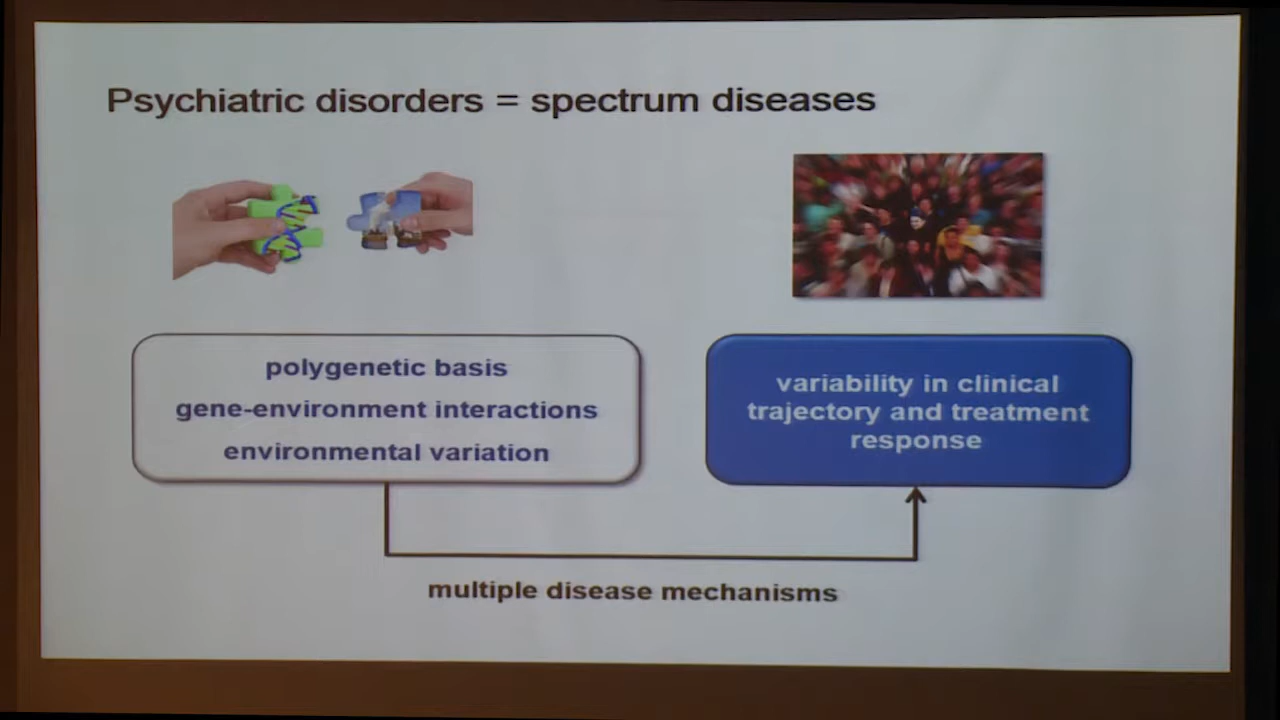 Psychiatric disorders = spectrum diseases
polygenetic basis
gene-environment interactions
environmental variation
variability in clinical
trajectory and treatment
response
multiple disease mechanisms